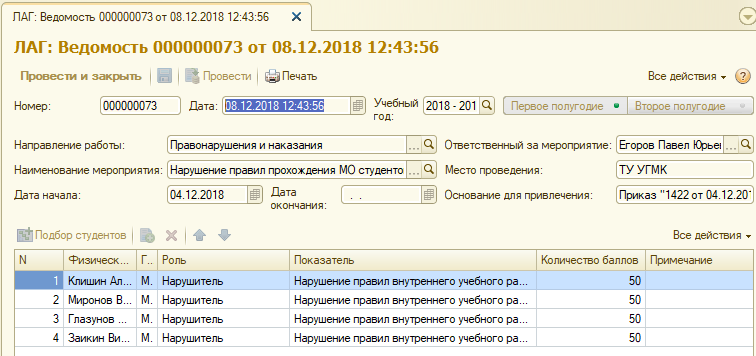 ЛАГ: Ведомость 000000073 от 08.12.2018 12:43:56
ЛАГ: Ведомость 000000073 от 08.12.2018 12:43:56
Провести и закрыть Провести Печать Все действия
Номер: 000000073 Дата: 08.12.2018 12:43:56 Учебный год: 2018 - 201 Первое полугодие Второе полугодие
Направление работы: Правонарушения и наказания ... Ответственный за мероприятие: Егоров Павел Юрье ...
Наименование мероприятия: Нарушение правил прохождения МО студенто ... Место проведения: ТУ УГМК
Дата начала: 04.12.2018 Дата окончания: . . Основание для привлечения: Приказ "1422 от 04.12.201
Подбор студентов Все действия
N Физическ... Г... Роль Показатель Количество баллов Примечание
1 Клишин Ал... М. Нарушитель Нарушение правил внутреннего учебного ра... 50
2 Миронов В... М. Нарушитель Нарушение правил внутреннего учебного ра... 50
3 Глазунов ... М. Нарушитель Нарушение правил внутреннего учебного ра... 50
4 Заикин Ви... М. Нарушитель Нарушение правил внутреннего учебного ра... 50